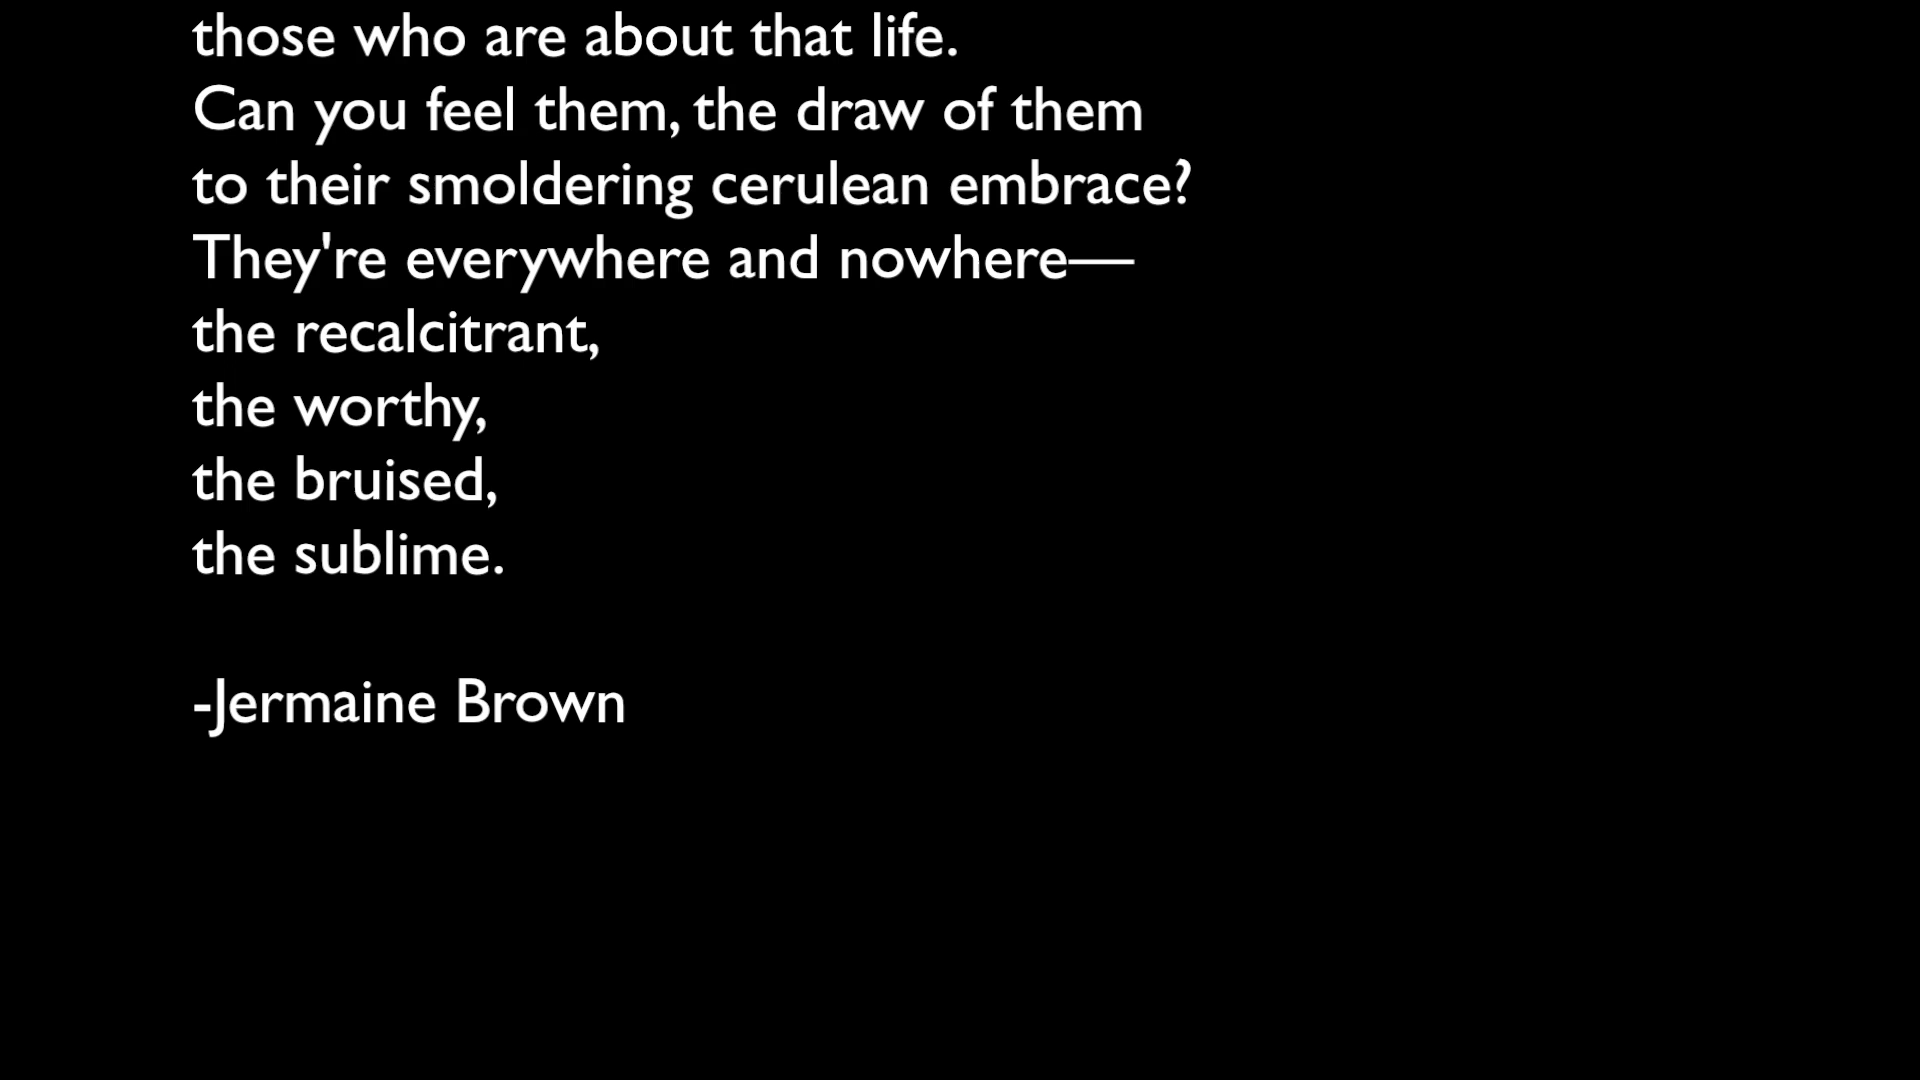 those who are about that life.
Can you feel them, the draw of them
to their smoldering cerulean embrace?
They're everywhere and nowhere—
the recalcitrant,
the worthy,
the bruised,
the sublime.
-Jermaine Brown